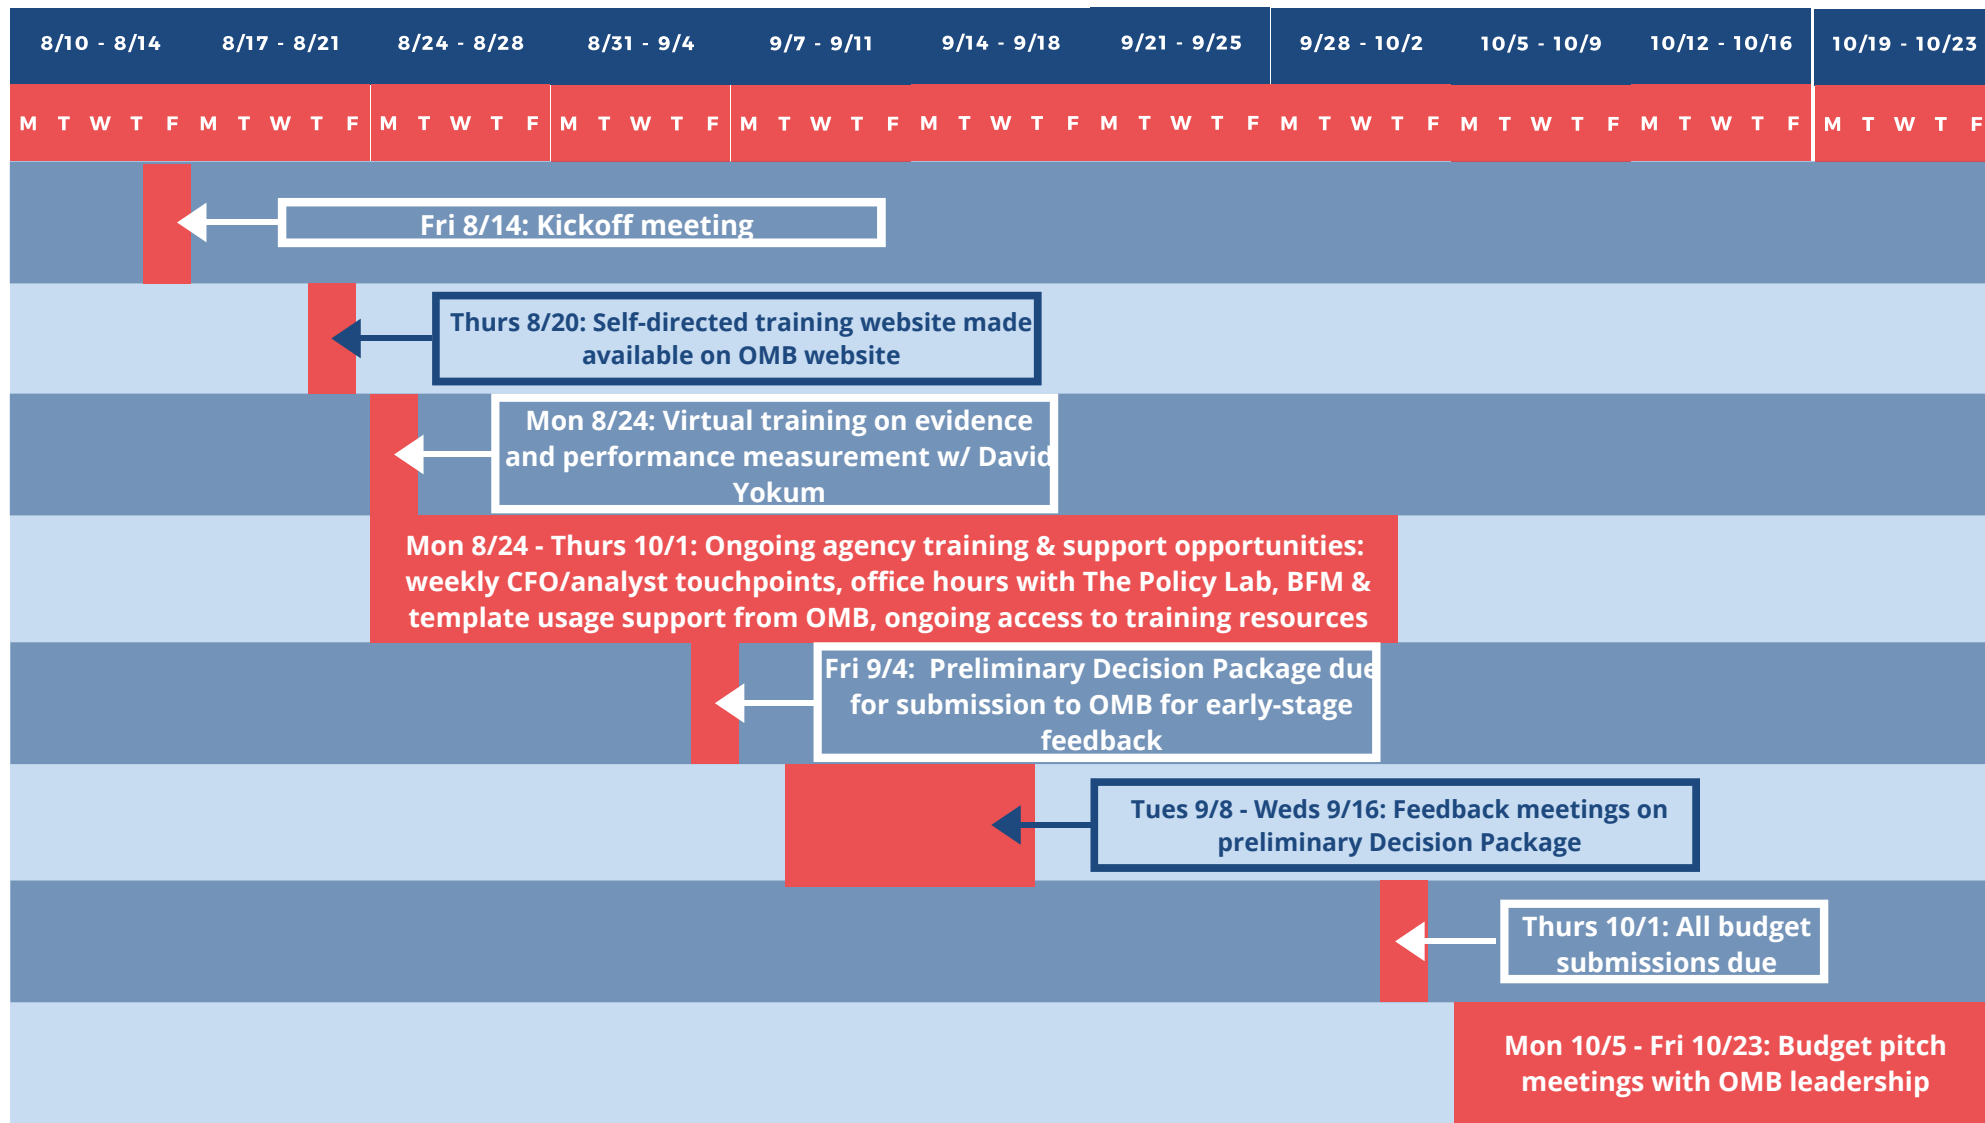 8/10 - 8/14 8/17 - 8/21 8/24 - 8/28 8/31 - 9/4 9/7 - 9/11 9/14 - 9/18 9/21 - 9/25 9/28 - 10/2 10/5 - 10/9 10/12 - 10/16 10/19 - 10/23
M T W T F M T W T F M T W T F M T W T F M T W T F M T W T F M T W T F M T W T F M T W T F M T W T F M T W T F
Fri 8/14: Kickoff meeting
Thurs 8/20: Self-directed training website made
available on OMB website
Mon 8/24: Virtual training on evidence
and performance measurement w/ David
Yokum
Mon 8/24 - Thurs 10/1: Ongoing agency training & support opportunities:
weekly CFO/analyst touchpoints, office hours with The Policy Lab, BFM &
template usage support from OMB, ongoing access to training resources
Fri 9/4: Preliminary Decision Package due
for submission to OMB for early-stage
feedback
Tues 9/8 - Weds 9/16: Feedback meetings on
preliminary Decision Package
Thurs 10/1: All budget
submissions due
Mon 10/5 - Fri 10/23: Budget pitch
meetings with OMB leadership